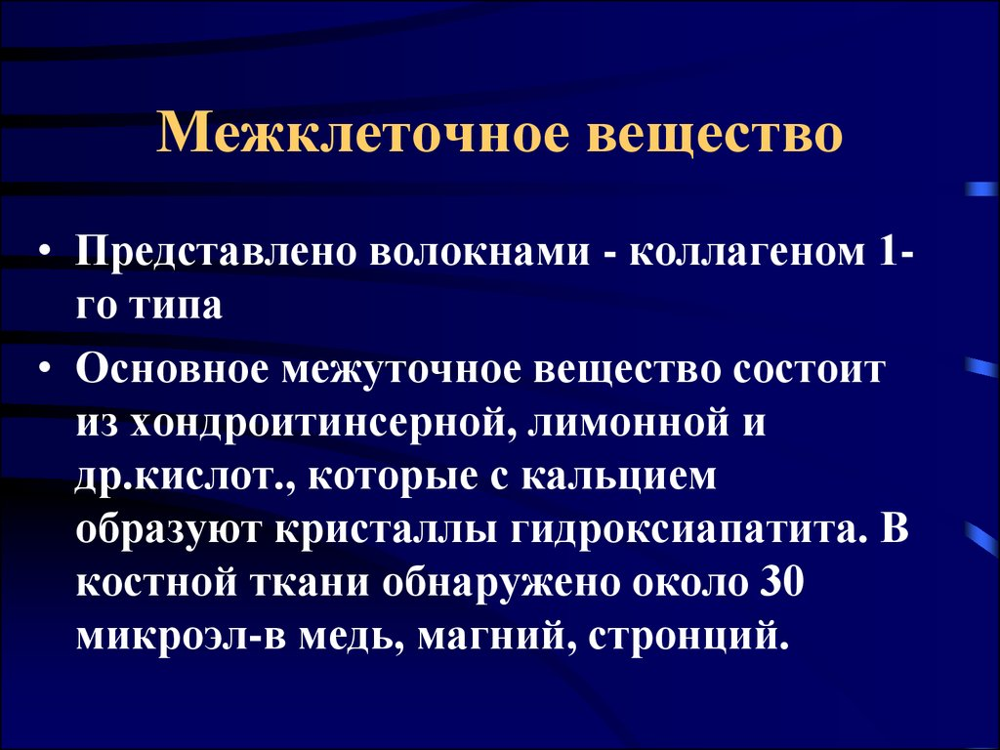 Межклеточное вещество
• Представлено волокнами - коллагеном 1-
го типа
• Основное межуточное вещество состоит
из хондроитинсерной, лимонной и
др.кислот., которые с кальцием
образуют кристаллы гидроксиапатита. В
костной ткани обнаружено около 30
микроэл-в медь, магний, стронций.